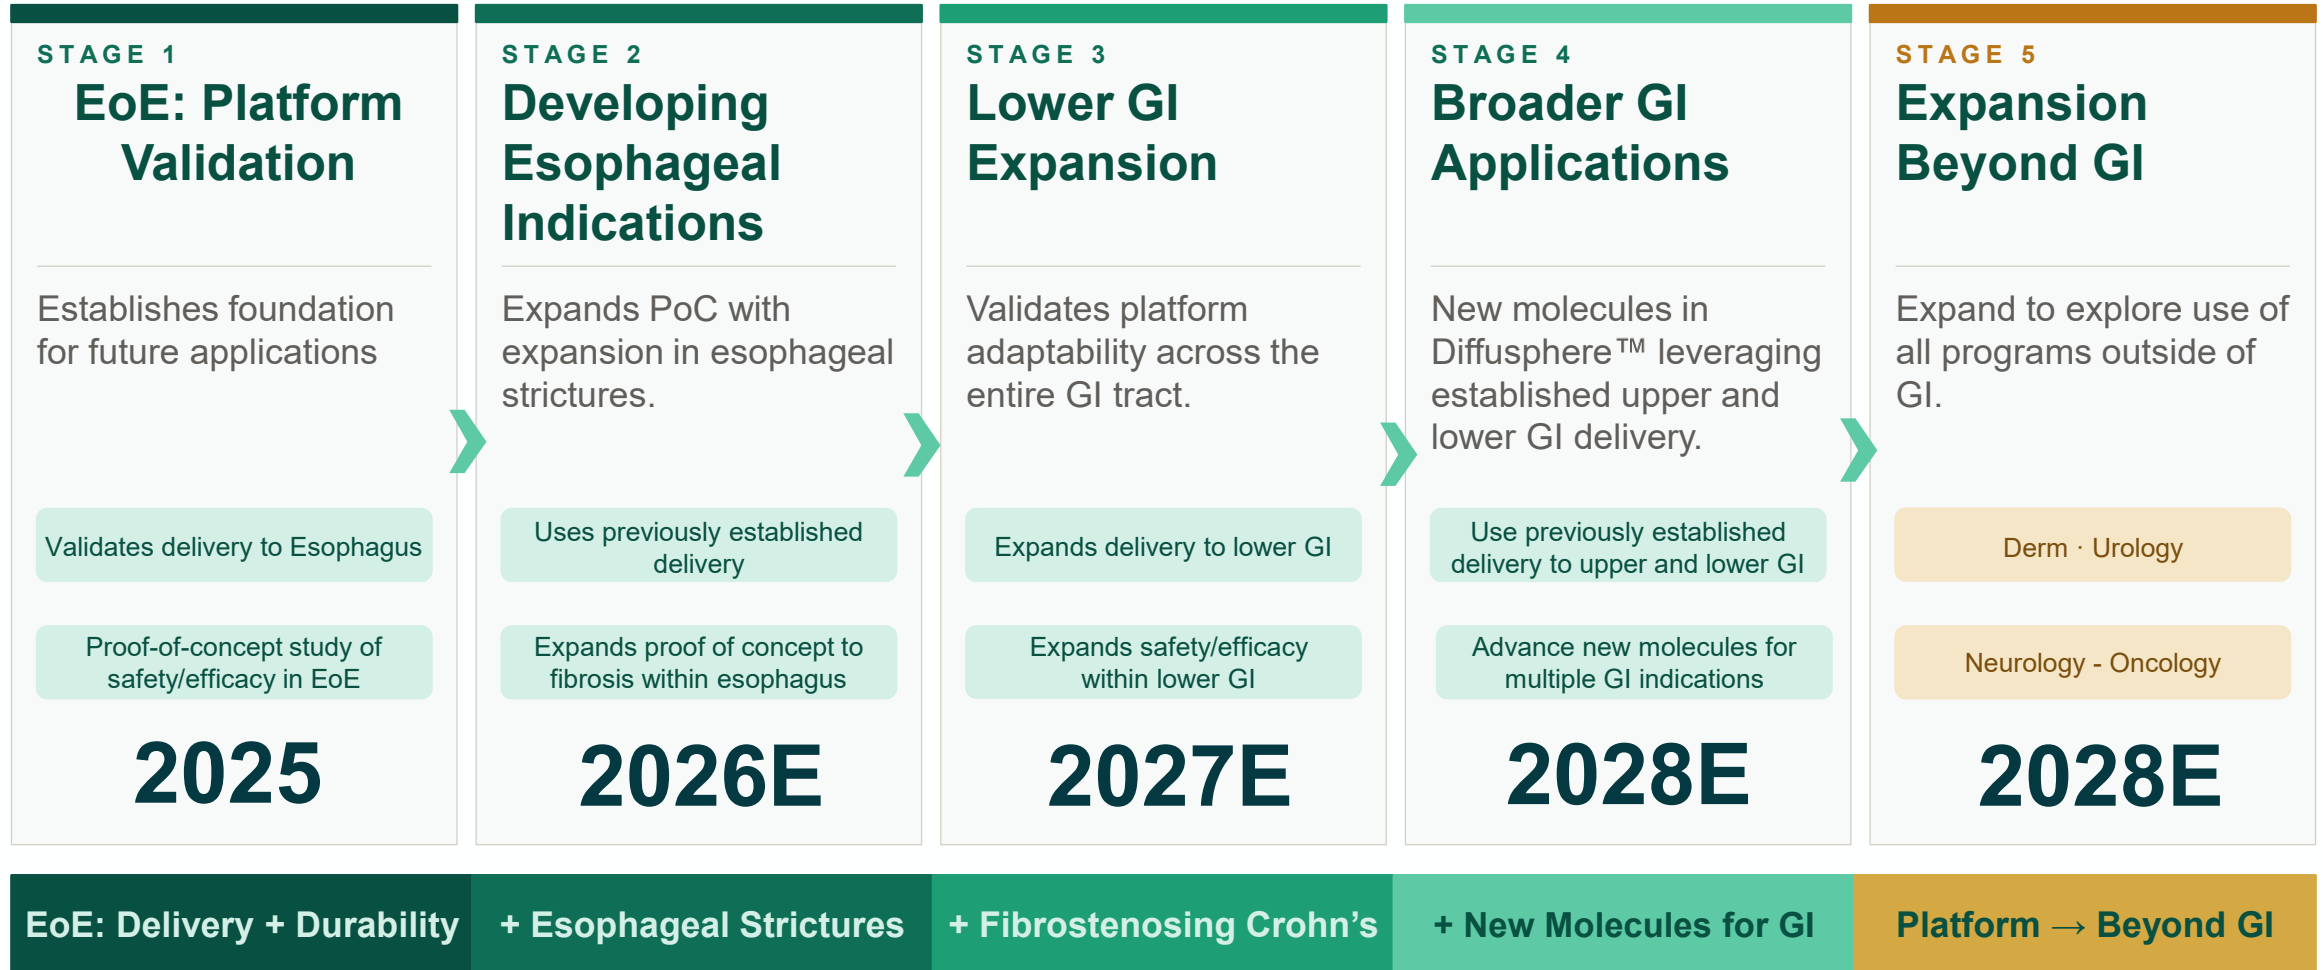 STAGE 1
EoE: Platform
Validation
Establishes foundation
for future applications
Validates delivery to Esophagus
Proof-of-concept study of
safety/efficacy in EoE
2025
STAGE 2
Developing
Esophageal
Indications
Expands PoC with
expansion in esophageal
strictures.
Uses previously established
delivery
Expands proof of concept to
fibrosis within esophagus
2026E
STAGE 3
Lower GI
Expansion
Validates platform
adaptability across the
entire GI tract.
Expands delivery to lower GI
Expands safety/efficacy
within lower GI
2027E
STAGE 4
Broader GI
Applications
New molecules in
Diffusphere™ leveraging
established upper and
lower GI delivery.
Use previously established
delivery to upper and lower GI
Advance new molecules for
multiple GI indications
2028E
STAGE 5
Expansion
Beyond GI
Expand to explore use of
all programs outside of
GI.
Derm · Urology
Neurology - Oncology
2028E
EoE: Delivery + Durability
+ Esophageal Strictures
+ Fibrostenosing Crohn’s
+ New Molecules for GI
Platform → Beyond GI